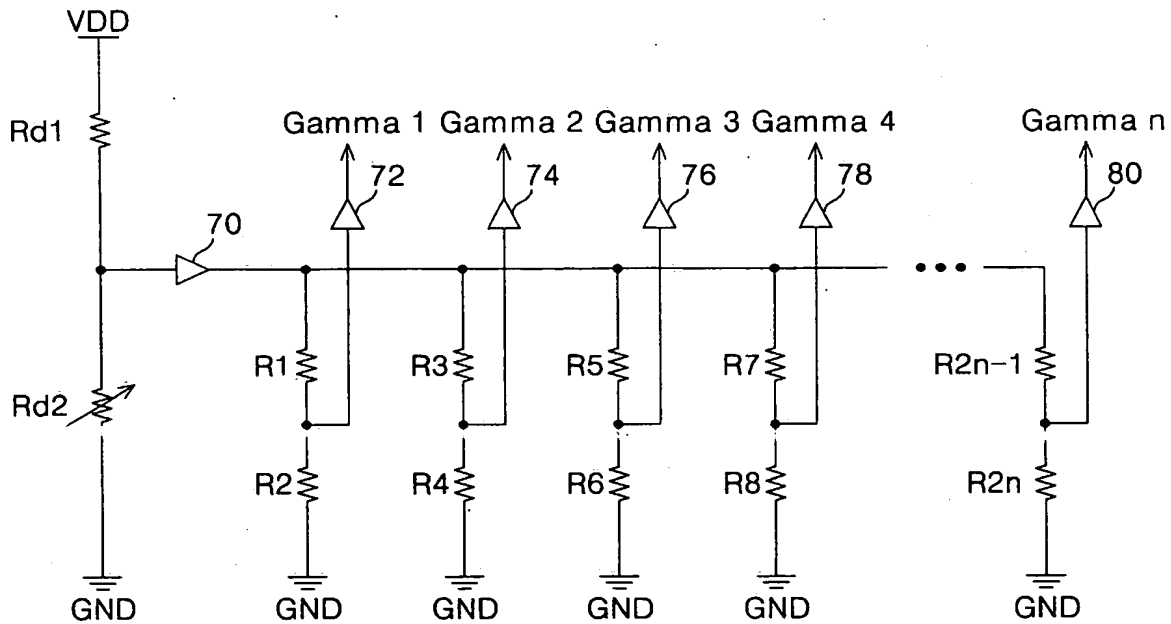 VDD
Rd1
Gamma 1 Gamma 2 Gamma 3 Gamma 4 Gamma n
72 74 76 78 80
70
R1 R3 R5 R7 R2n-1
Rd2
R2 R4 R6 R8 R2n
GND GND GND GND GND GND